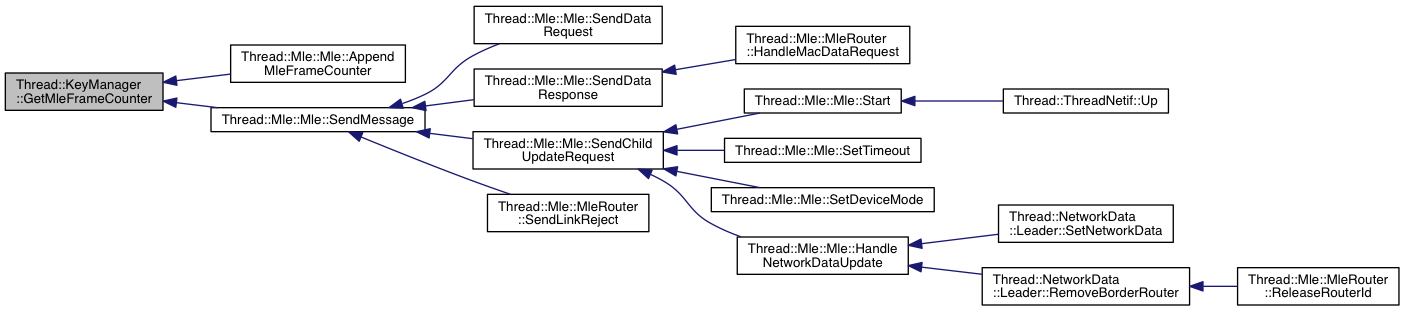 Thread::KeyManager
::GetMleFrameCounter
Thread::Mle::Mle::Append
MleFrameCounter
Thread::Mle::Mle::SendMessage
Thread::Mle::Mle::SendData
Request
Thread::Mle::Mle::SendData
Response
Thread::Mle::MleRouter
::HandleMacDataRequest
Thread::Mle::Mle::SendChild
UpdateRequest
Thread::Mle::Mle::Start
Thread::ThreadNetif::Up
Thread::Mle::Mle::SetTimeout
Thread::Mle::Mle::SetDeviceMode
Thread::Mle::Mle::Handle
NetworkDataUpdate
Thread::NetworkData
::Leader::SetNetworkData
Thread::NetworkData
::Leader::RemoveBorderRouter
Thread::Mle::MleRouter
::ReleaseRouterId
Thread::Mle::MleRouter
::SendLinkReject